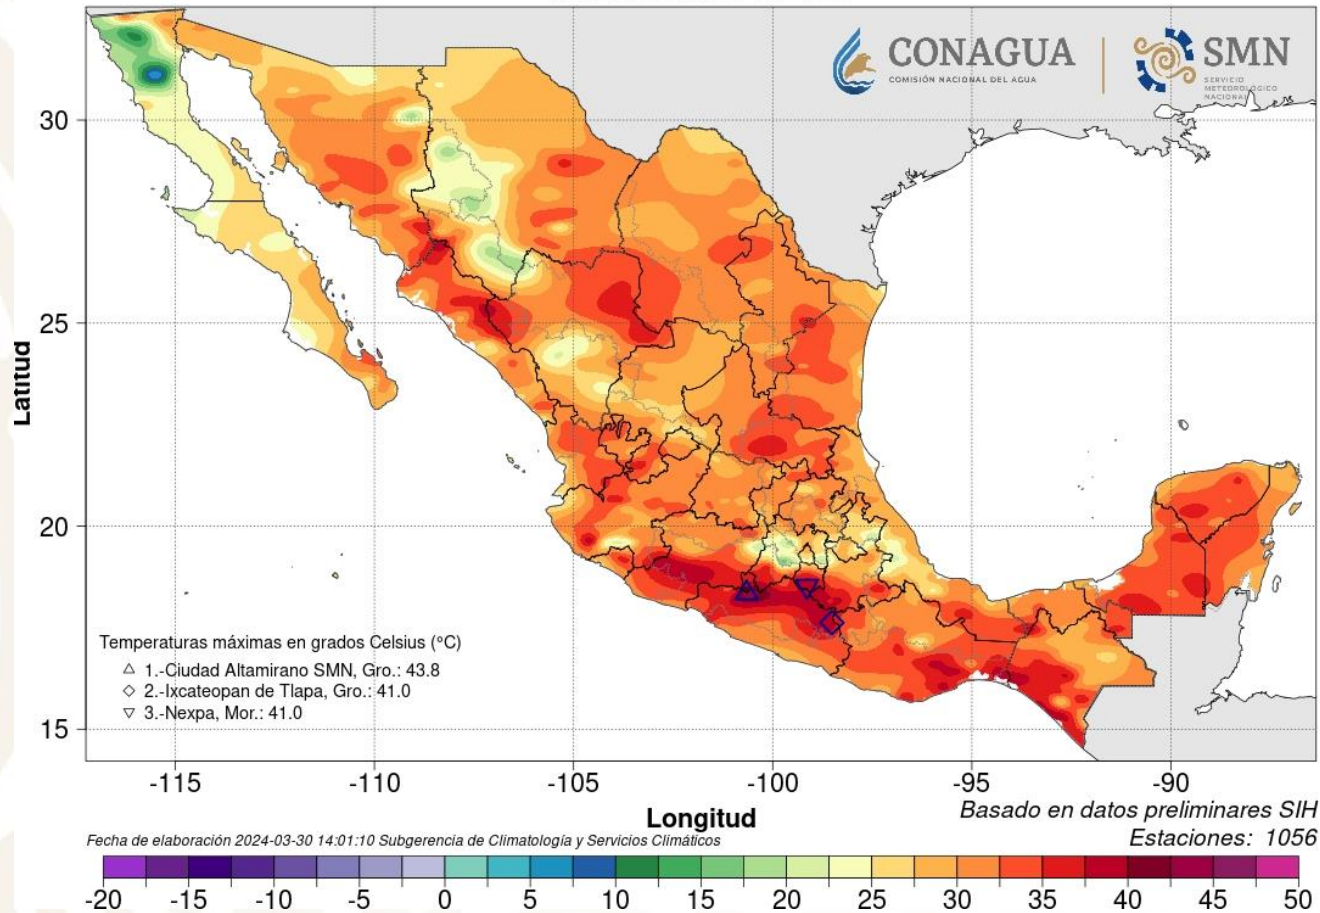 CONAGUA
COMISIÓN NACIONAL DEL AGUA
SMN
SERVICIO
METEOROLÓGICO
NACIONAL
30
25
20
15
Latitud
Temperaturas máximas en grados Celsius (°C)
△ 1.-Ciudad Altamirano SMN, Gro.: 43.8
◇ 2.-Ixcateopan de Tlapa, Gro.: 41.0
▽ 3.-Nexpa, Mor.: 41.0
-115 -110 -105 -100 -95 -90
Longitud
Basado en datos preliminares SIH
Estaciones: 1056
Fecha de elaboración 2024-03-30 14:01:10 Subgerencia de Climatología y Servicios Climáticos
-20 -15 -10 -5 0 5 10 15 20 25 30 35 40 45 50